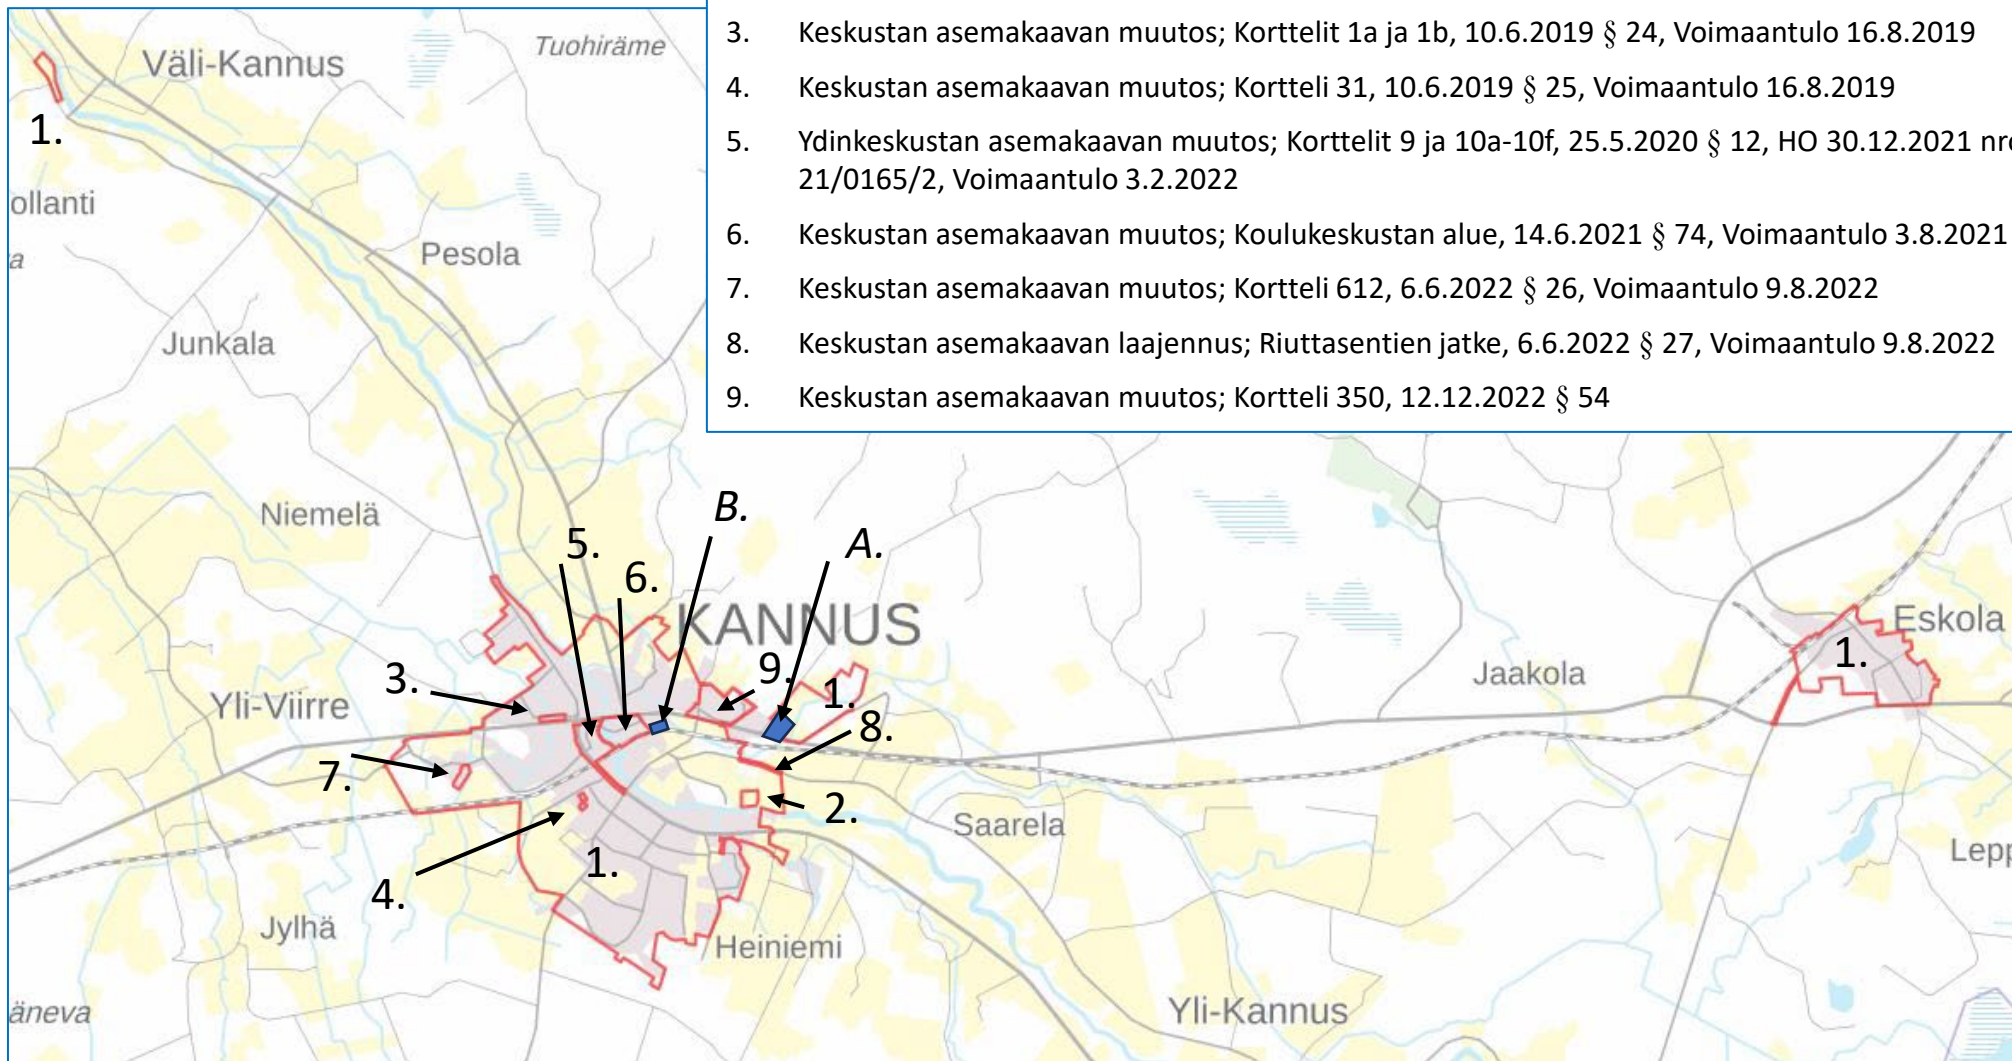 3. Keskustan asemakaavan muutos; Korttelit 1a ja 1b, 10.6.2019 § 24, Voimaantulo 16.8.2019
4. Keskustan asemakaavan muutos; Kortteli 31, 10.6.2019 § 25, Voimaantulo 16.8.2019
5. Ydinkeskustan asemakaavan muutos; Korttelit 9 ja 10a-10f, 25.5.2020 § 12, HO 30.12.2021 nro
21/0165/2, Voimaantulo 3.2.2022
6. Keskustan asemakaavan muutos; Koulukeskustan alue, 14.6.2021 § 74, Voimaantulo 3.8.2021
7. Keskustan asemakaavan muutos; Kortteli 612, 6.6.2022 § 26, Voimaantulo 9.8.2022
8. Keskustan asemakaavan laajennus; Riuttasentien jatke, 6.6.2022 § 27, Voimaantulo 9.8.2022
9. Keskustan asemakaavan muutos; Kortteli 350, 12.12.2022 § 54
Tuohiräme
Väli-Kannus
1.
ollanti
a
Pesola
Junkala
Niemelä
B.
5.
A.
6.
KANNUS
Eskola
1.
9.
3.
Jaakola
1.
Yli-Viirre
8.
7.
2.
Saarela
Lepp
1.
4.
Jylhä
Heiniemi
äneva
Yli-Kannus